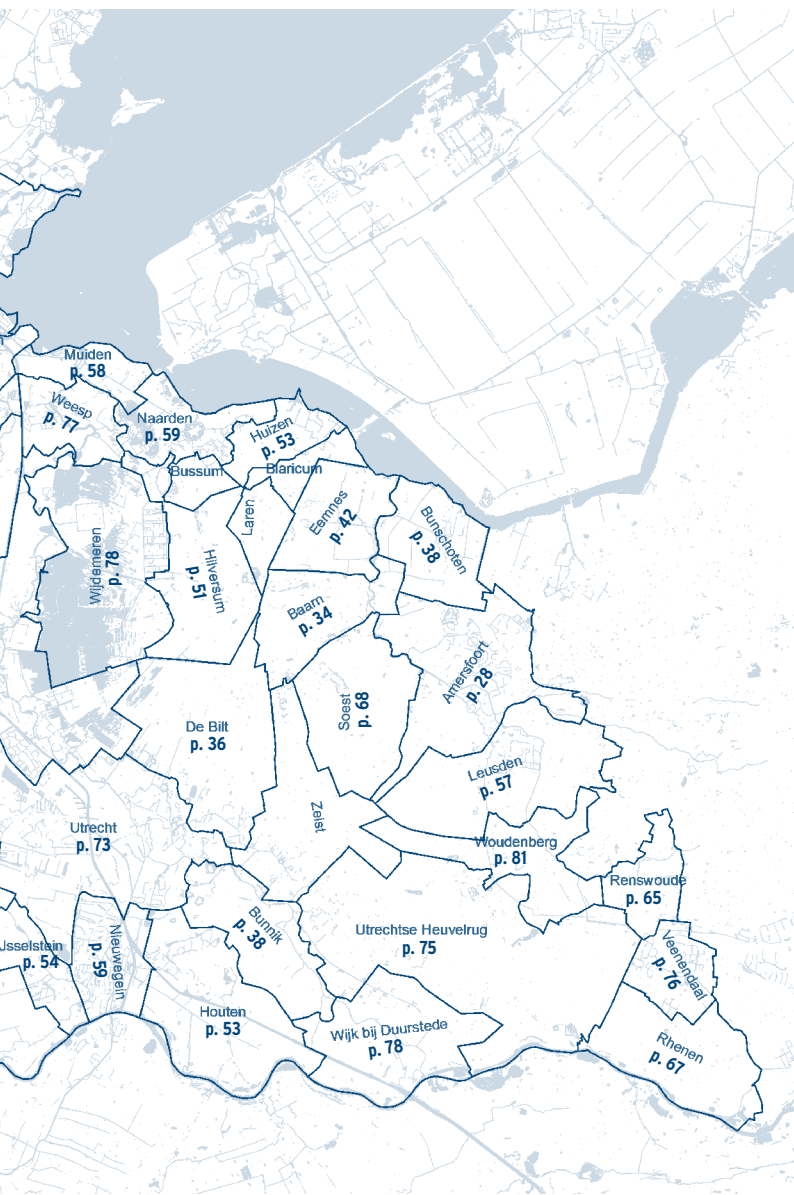 Muiden
p. 58
Weesp
p. 77
Naarden
p. 59
Huizen
p. 53
Bussum
Blaricum
Laren
Eemnes
p. 42
Bunschoten
p. 38
Wijdemeren
p. 78
Hilversum
p. 51
Baarn
p. 34
Amersfoort
p. 28
Soest
p. 68
De Bilt
p. 36
Leusden
p. 57
Zeist
Utrecht
p. 73
Woudenberg
p. 81
Renswoude
p. 65
Bunnik
p. 38
Utrechtse Heuvelrug
p. 75
IJsselstein
p. 54
Nieuwegein
p. 59
Veenendaal
p. 76
Houten
p. 53
Wijk bij Duurstede
p. 78
Rhenen
p. 67